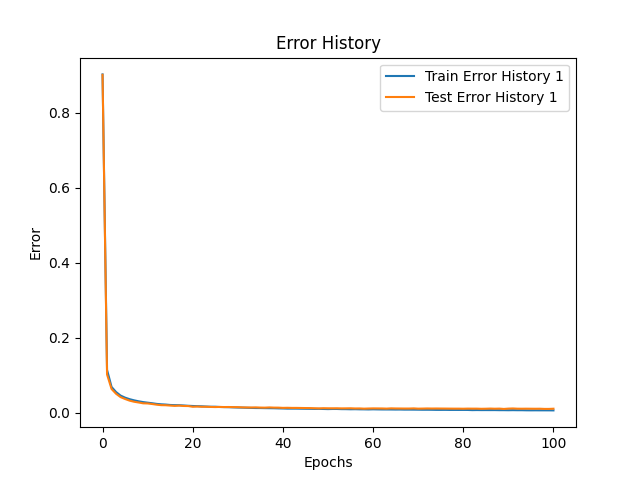 Error History
Train Error History 1
Test Error History 1
0.8
0.6
0.4
0.2
0.0
Error
0 20 40 60 80 100
Epochs